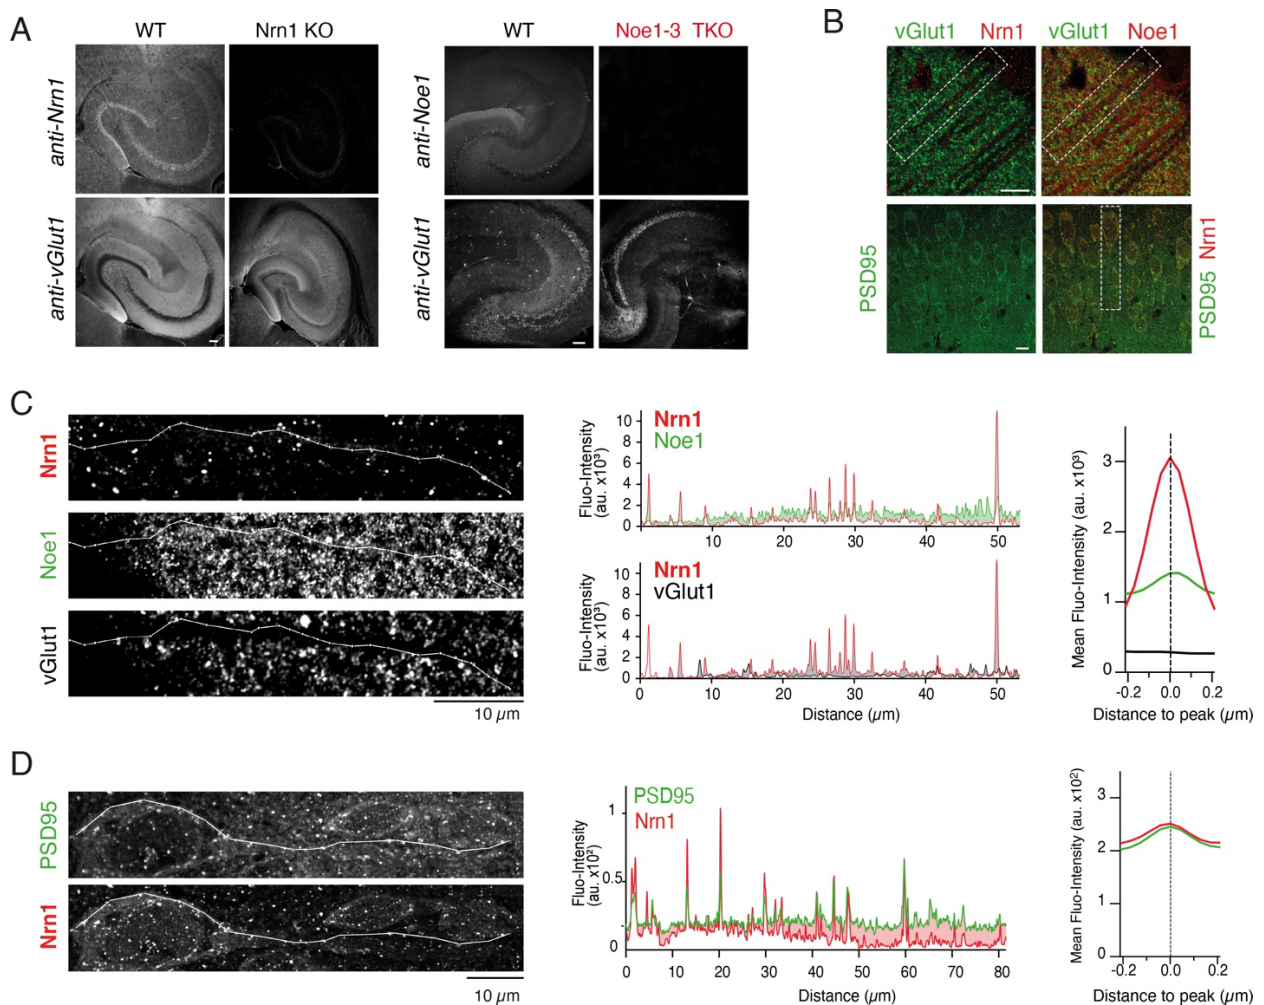 A
WT
Nrn1 KO
WT
Noe1-3 TKO
anti-Nrn1
anti-vGlut1
anti-Noe1
anti-vGlut1
B
vGlut1 Nrn1
vGlut1 Noe1
PSD95
PSD95 Nrn1
C
Nrn1
Noe1
vGlut1
10 µm
Nrn1
Noe1
Fluo-Intensity
(au. x10³)
10
8
6
4
2
0
10 20 30 40 50
Nrn1
vGlut1
Fluo-Intensity
(au. x10³)
10
8
6
4
2
0
0 10 20 30 40 50
Distance (µm)
Mean Fluo-Intensity (au. x10³)
3
2
1
0
-0.2 0.0 0.2
Distance to peak (µm)
D
PSD95
Nrn1
10 µm
PSD95
Nrn1
Fluo-Intensity
(au. x10²)
1
0.5
0
0 10 20 30 40 50 60 70 80
Distance (µm)
Mean Fluo-Intensity (au. x10²)
3
2
1
0
-0.2 0.0 0.2
Distance to peak (µm)